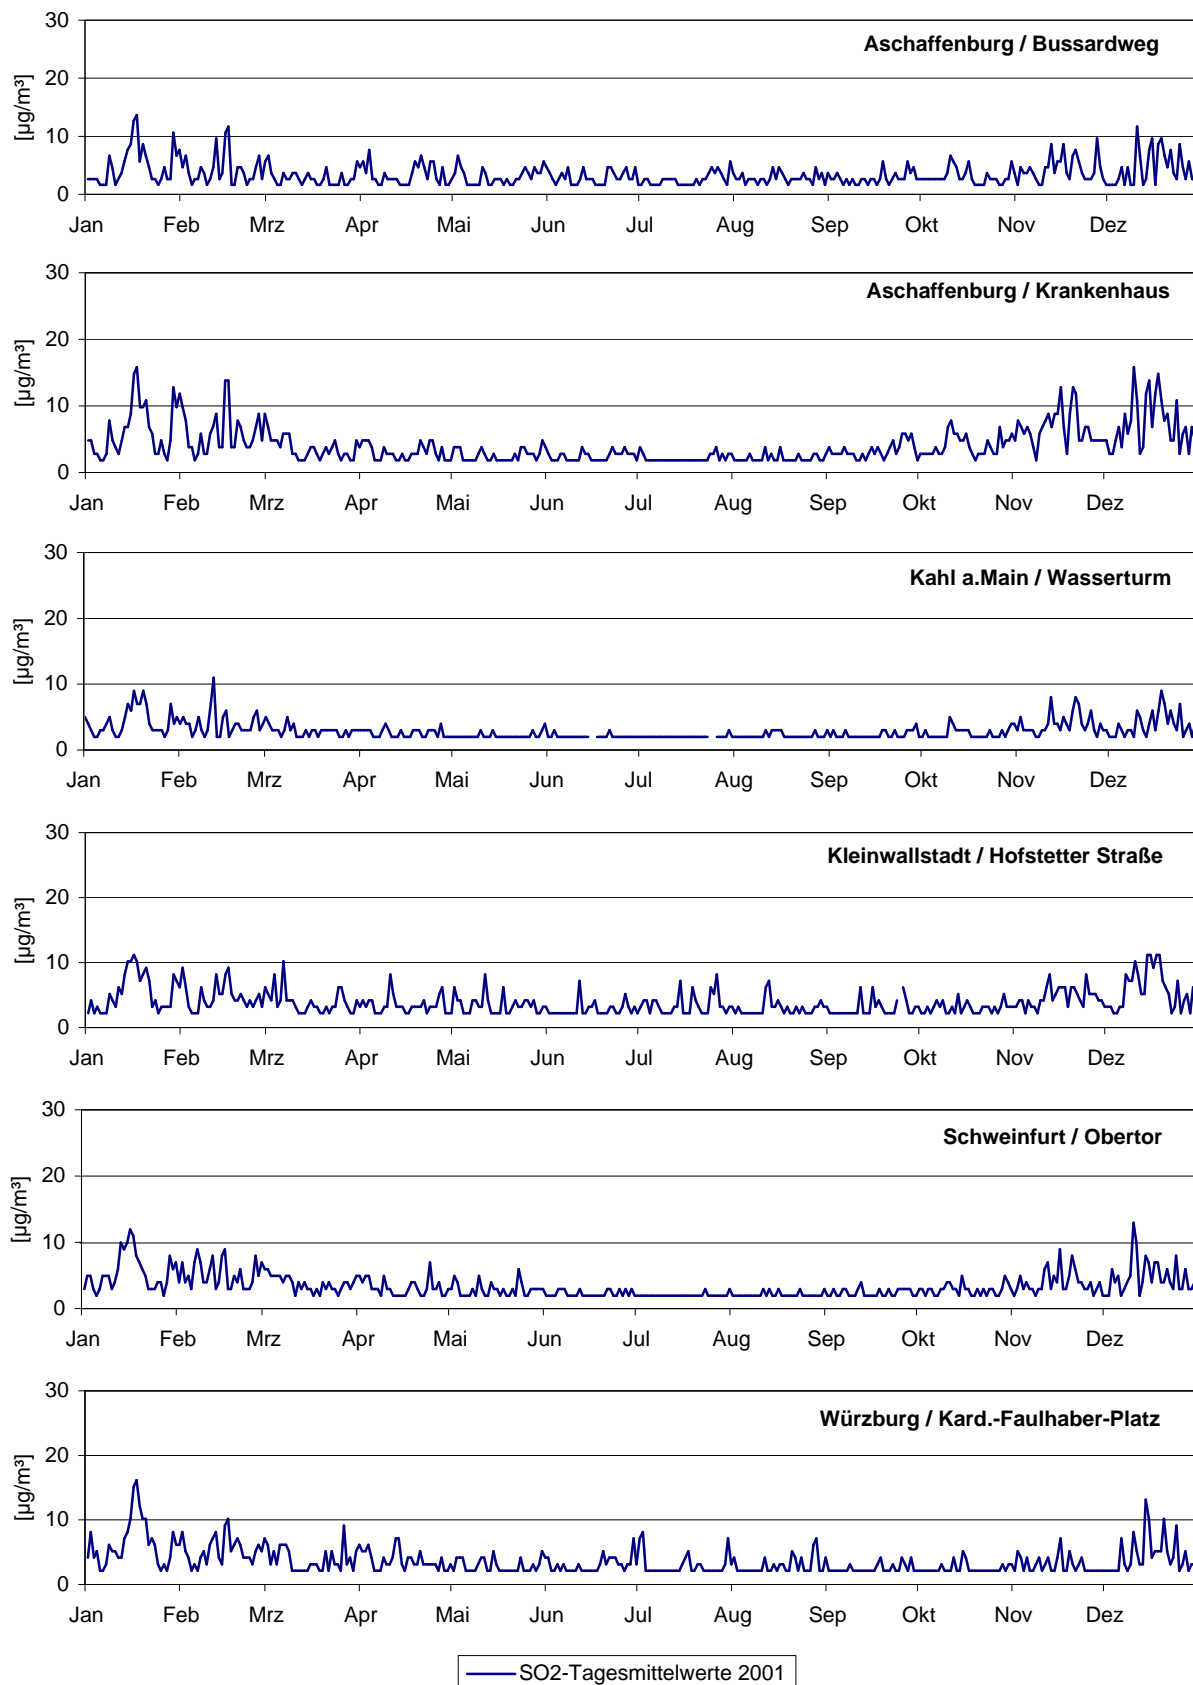 30
Aschaffenburg / Bussardweg
20
[µg/m³]
10
0
Jan Feb Mrz Apr Mai Jun Jul Aug Sep Okt Nov Dez
30
Aschaffenburg / Krankenhaus
20
[µg/m³]
10
0
Jan Feb Mrz Apr Mai Jun Jul Aug Sep Okt Nov Dez
30
Kahl a.Main / Wasserturm
20
[µg/m³]
10
0
Jan Feb Mrz Apr Mai Jun Jul Aug Sep Okt Nov Dez
30
Kleinwallstadt / Hofstetter Straße
20
[µg/m³]
10
0
Jan Feb Mrz Apr Mai Jun Jul Aug Sep Okt Nov Dez
30
Schweinfurt / Obertor
20
[µg/m³]
10
0
Jan Feb Mrz Apr Mai Jun Jul Aug Sep Okt Nov Dez
30
Würzburg / Kard.-Faulhaber-Platz
20
[µg/m³]
10
0
Jan Feb Mrz Apr Mai Jun Jul Aug Sep Okt Nov Dez
SO2-Tagesmittelwerte 2001